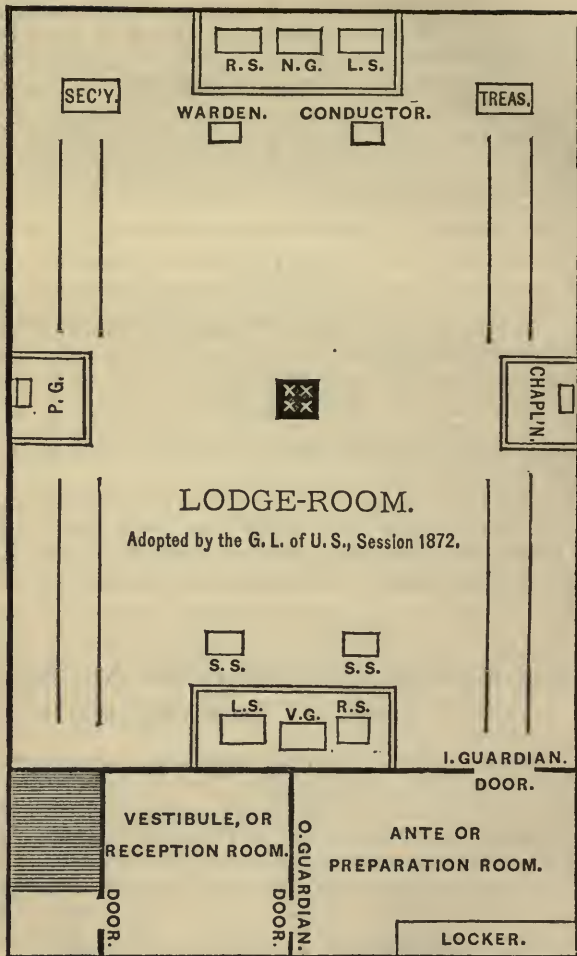 R.S. N.G. L.S.
SEC'Y.
TREAS.
WARDEN. CONDUCTOR.
P. G.
CHAPL'N.
LODGE-ROOM.
Adopted by the G. L. of U. S., Session 1872.
S.S. S.S.
L.S. V.G. R.S.
I. GUARDIAN.
DOOR.
VESTIBULE, OR
RECEPTION ROOM.
O. GUARDIAN.
ANTE OR
PREPARATION ROOM.
DOOR.
DOOR.
LOCKER.